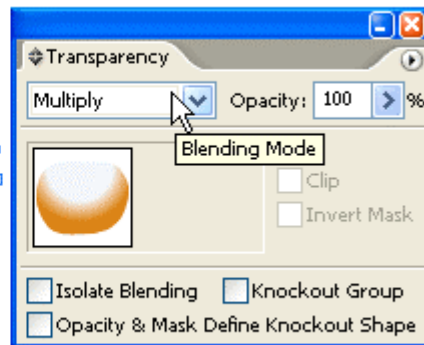 Transparency
Multiply Opacity: 100 %
Blending Mode
Clip
Invert Mask
Isolate Blending Knockout Group
Opacity & Mask Define Knockout Shape